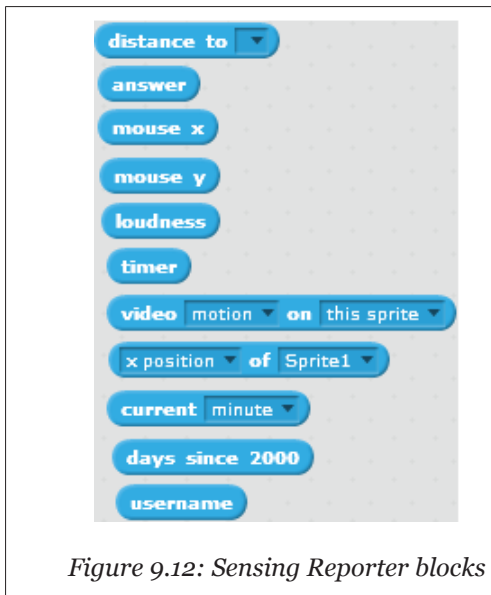 distance to
answer
mouse x
mouse y
loudness
timer
video motion on this sprite
x position of Sprite1
current minute
days since 2000
username
Figure 9.12: Sensing Reporter blocks